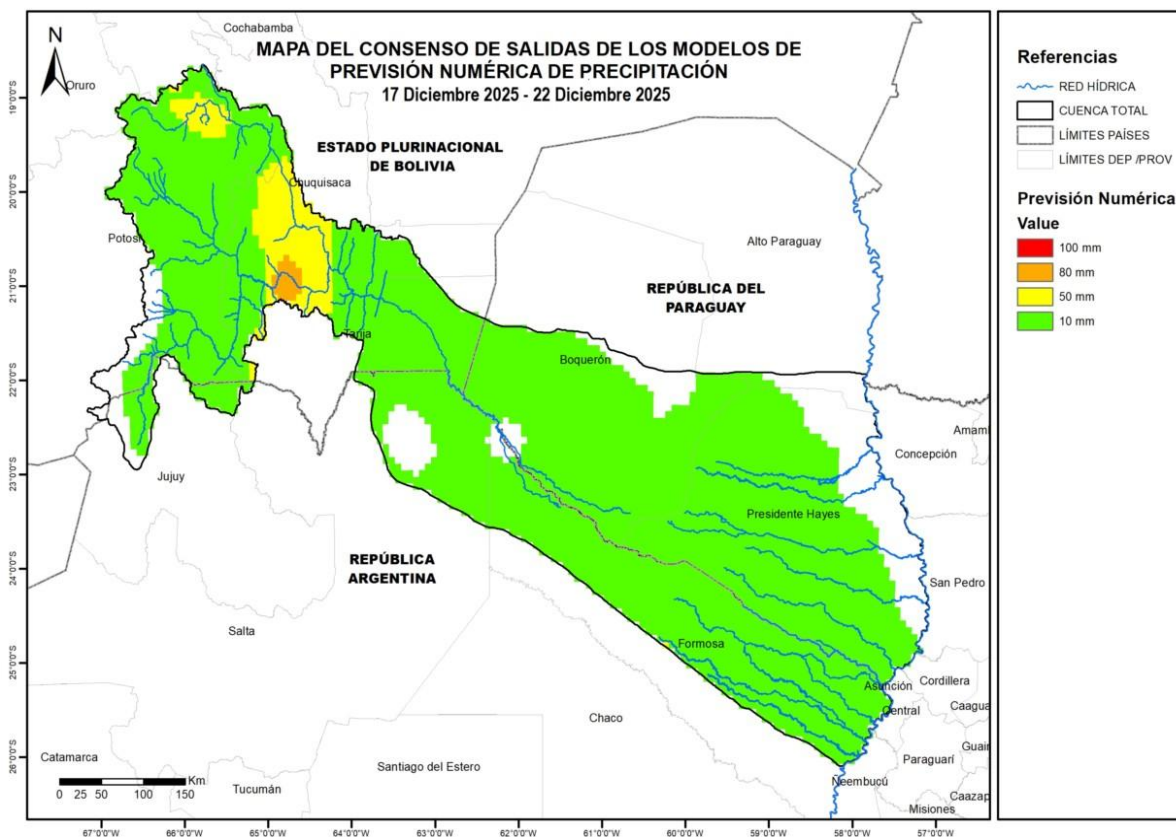 MAPA DEL CONSENSO DE SALIDAS DE LOS MODELOS DE
PREVISIÓN NUMÉRICA DE PRECIPITACIÓN
17 Diciembre 2025 - 22 Diciembre 2025
N
Cochabamba
Oruro
ESTADO PLURINACIONAL
DE BOLIVIA
Chuquisaca
Potosí
Alto Paraguay
REPÚBLICA DEL
PARAGUAY
Tarija
Boquerón
Amam
Concepción
Jujuy
Presidente Hayes
REPÚBLICA
ARGENTINA
San Pedro
Salta
Formosa
Asunción
Cordillera
Central
Caagua
Chaco
Guair
Catamarca
Santiago del Estero
Paraguarí
Ñeembucú
Caazap
Tucumán
Misiones
Km
0 25 50 100 150
19°0'0"S
20°0'0"S
21°0'0"S
22°0'0"S
23°0'0"S
24°0'0"S
25°0'0"S
26°0'0"S
67°0'0"W 66°0'0"W 65°0'0"W 64°0'0"W 63°0'0"W 62°0'0"W 61°0'0"W 60°0'0"W 59°0'0"W 58°0'0"W 57°0'0"W
Referencias
RED HÍDRICA
CUENCA TOTAL
LÍMITES PAÍSES
LÍMITES DEP /PROV
Previsión Numérica
Value
100 mm
80 mm
50 mm
10 mm